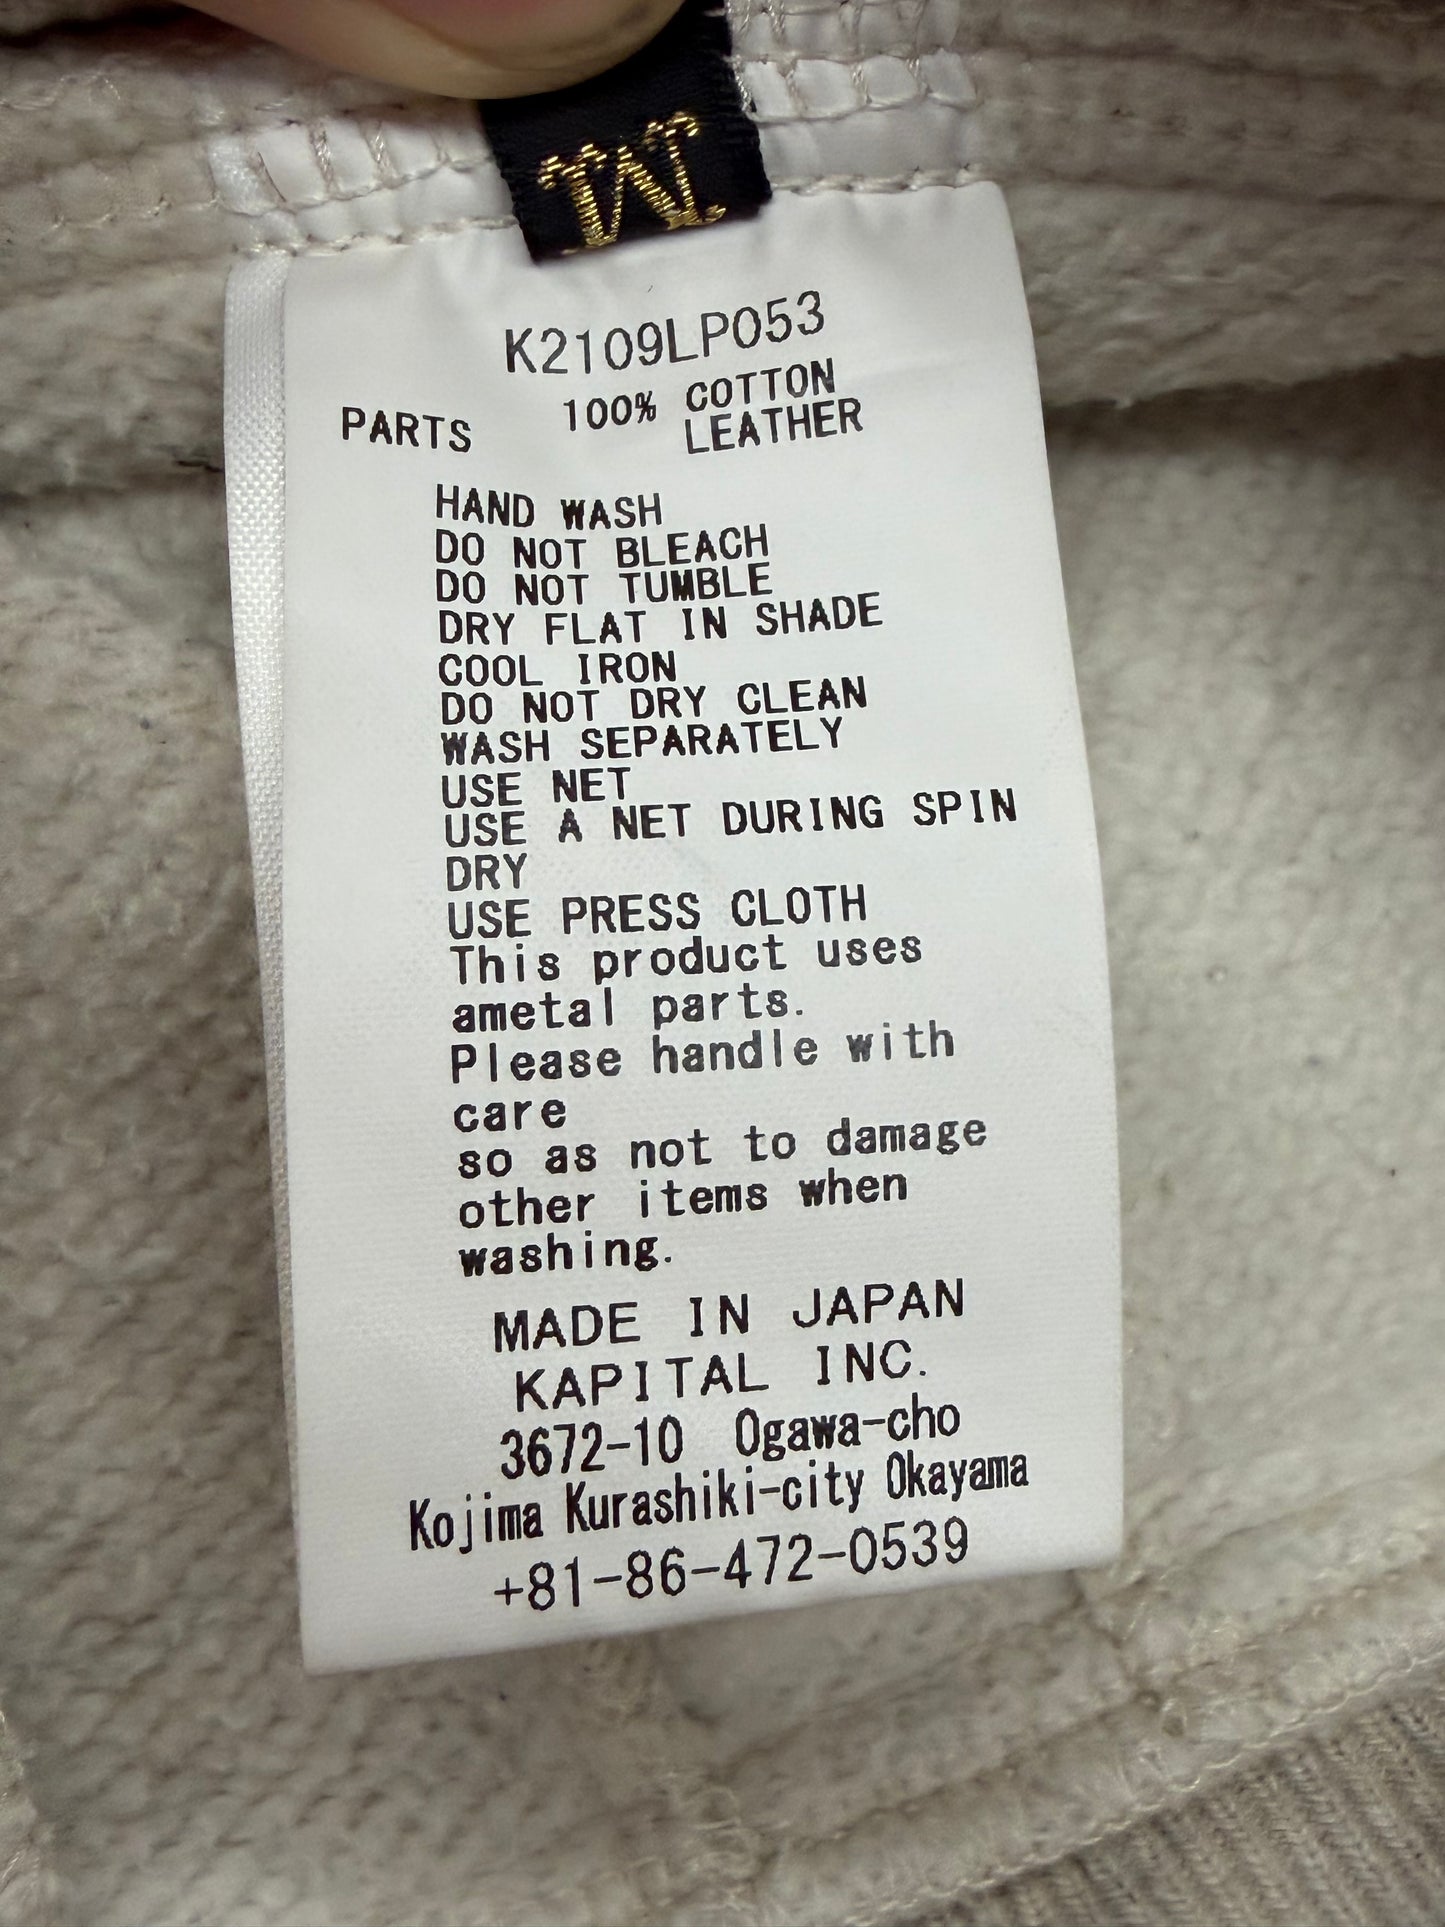 M
K2109LP053
100% COTTON
PARTS LEATHER
HAND WASH
DO NOT BLEACH
DO NOT TUMBLE
DRY FLAT IN SHADE
COOL IRON
DO NOT DRY CLEAN
WASH SEPARATELY
USE NET
USE A NET DURING SPIN
DRY
USE PRESS CLOTH
This product uses
ametal parts.
Please handle with
care
so as not to damage
other items when
washing.
MADE IN JAPAN
KAPITAL INC.
3672-10 Ogawa-cho
Kojima Kurashiki-city Okayama
+81-86-472-0539